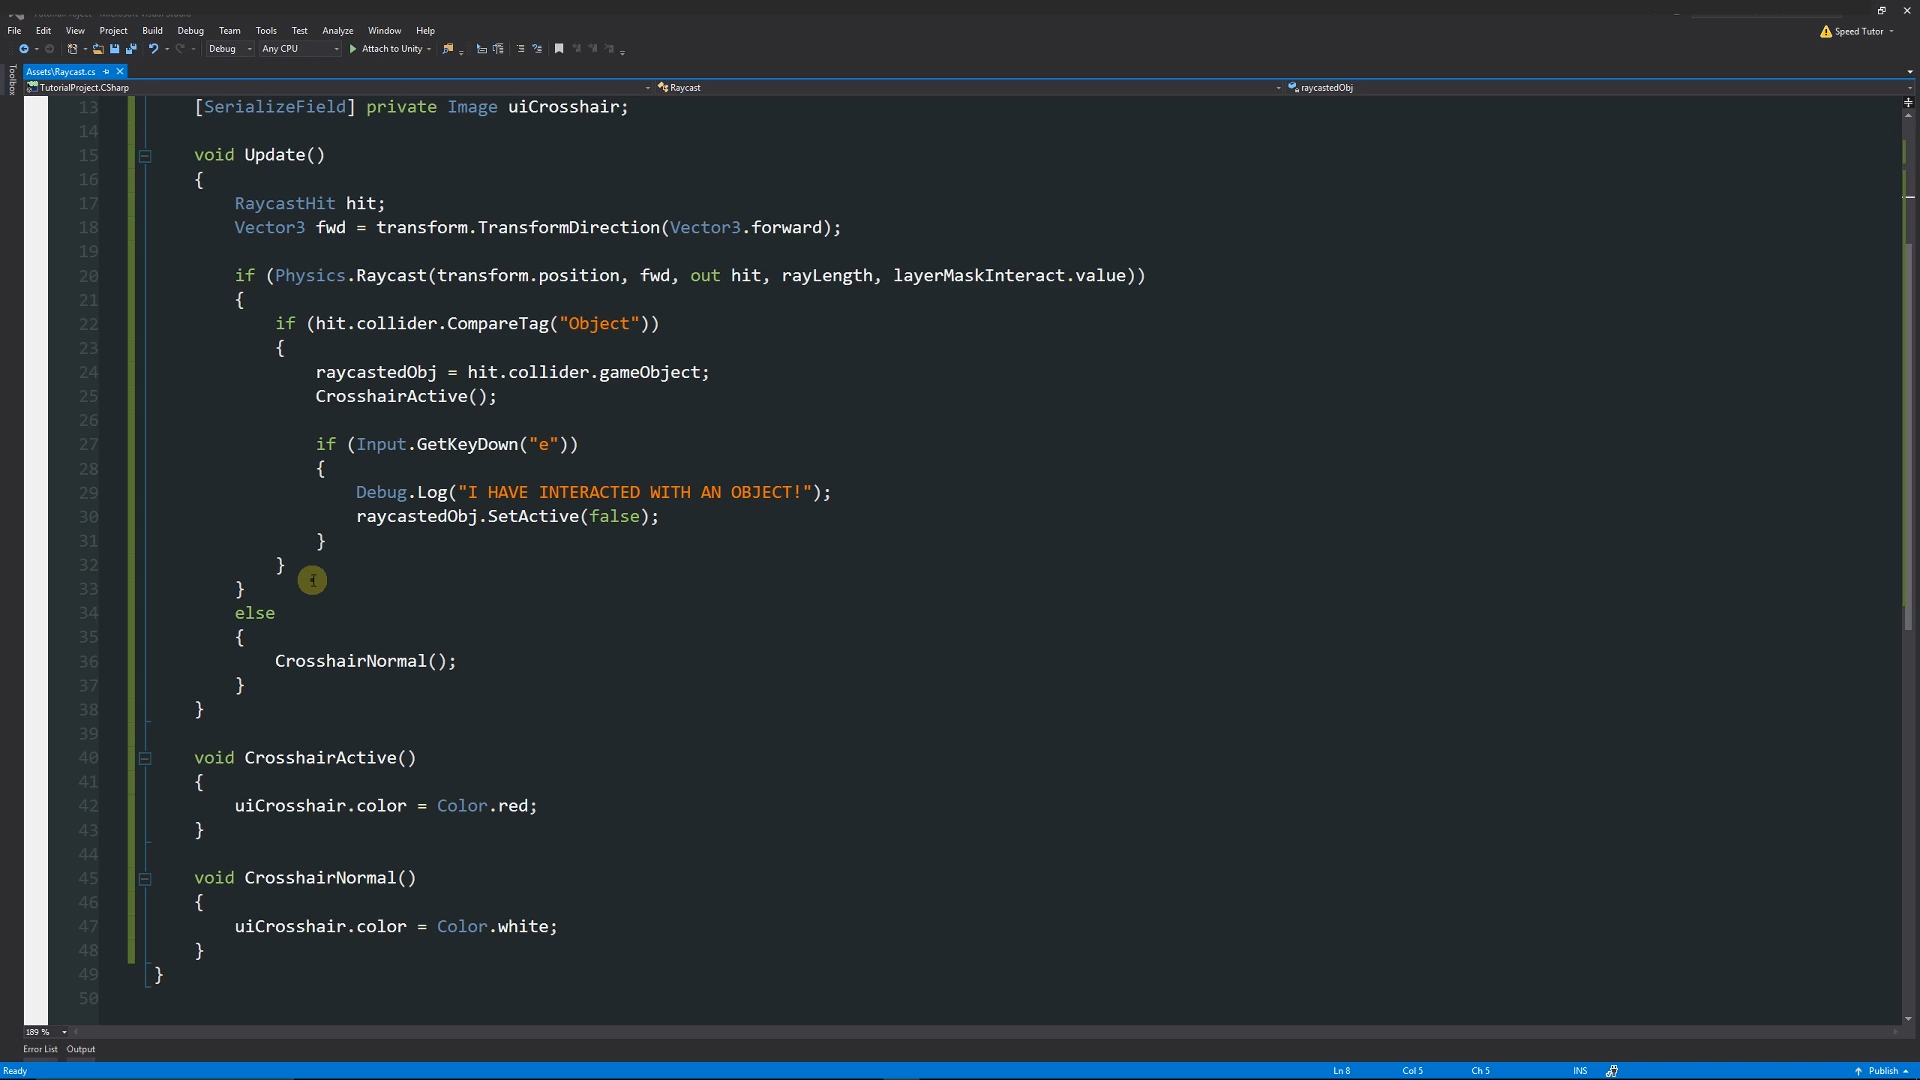 File Edit View Project Build Debug Team Tools Test Analyze Window Help
Speed Tutor
Debug Any CPU Attach to Unity
Assets\Raycast.cs
Toolbox
TutorialProject.CSharp Raycast raycastedObj
13 [SerializeField] private Image uiCrosshair;
14
15 void Update()
16 {
17 RaycastHit hit;
18 Vector3 fwd = transform.TransformDirection(Vector3.forward);
19
20 if (Physics.Raycast(transform.position, fwd, out hit, rayLength, layerMaskInteract.value))
21 {
22 if (hit.collider.CompareTag("Object"))
23 {
24 raycastedObj = hit.collider.gameObject;
25 CrosshairActive();
26
27 if (Input.GetKeyDown("e"))
28 {
29 Debug.Log("I HAVE INTERACTED WITH AN OBJECT!");
30 raycastedObj.SetActive(false);
31 }
32 }
33 }
34 else
35 {
36 CrosshairNormal();
37 }
38 }
39
40 void CrosshairActive()
41 {
42 uiCrosshair.color = Color.red;
43 }
44
45 void CrosshairNormal()
46 {
47 uiCrosshair.color = Color.white;
48 }
49 }
50
189 %
Error List Output
Ready Ln 8 Col 5 Ch 5 INS Publish